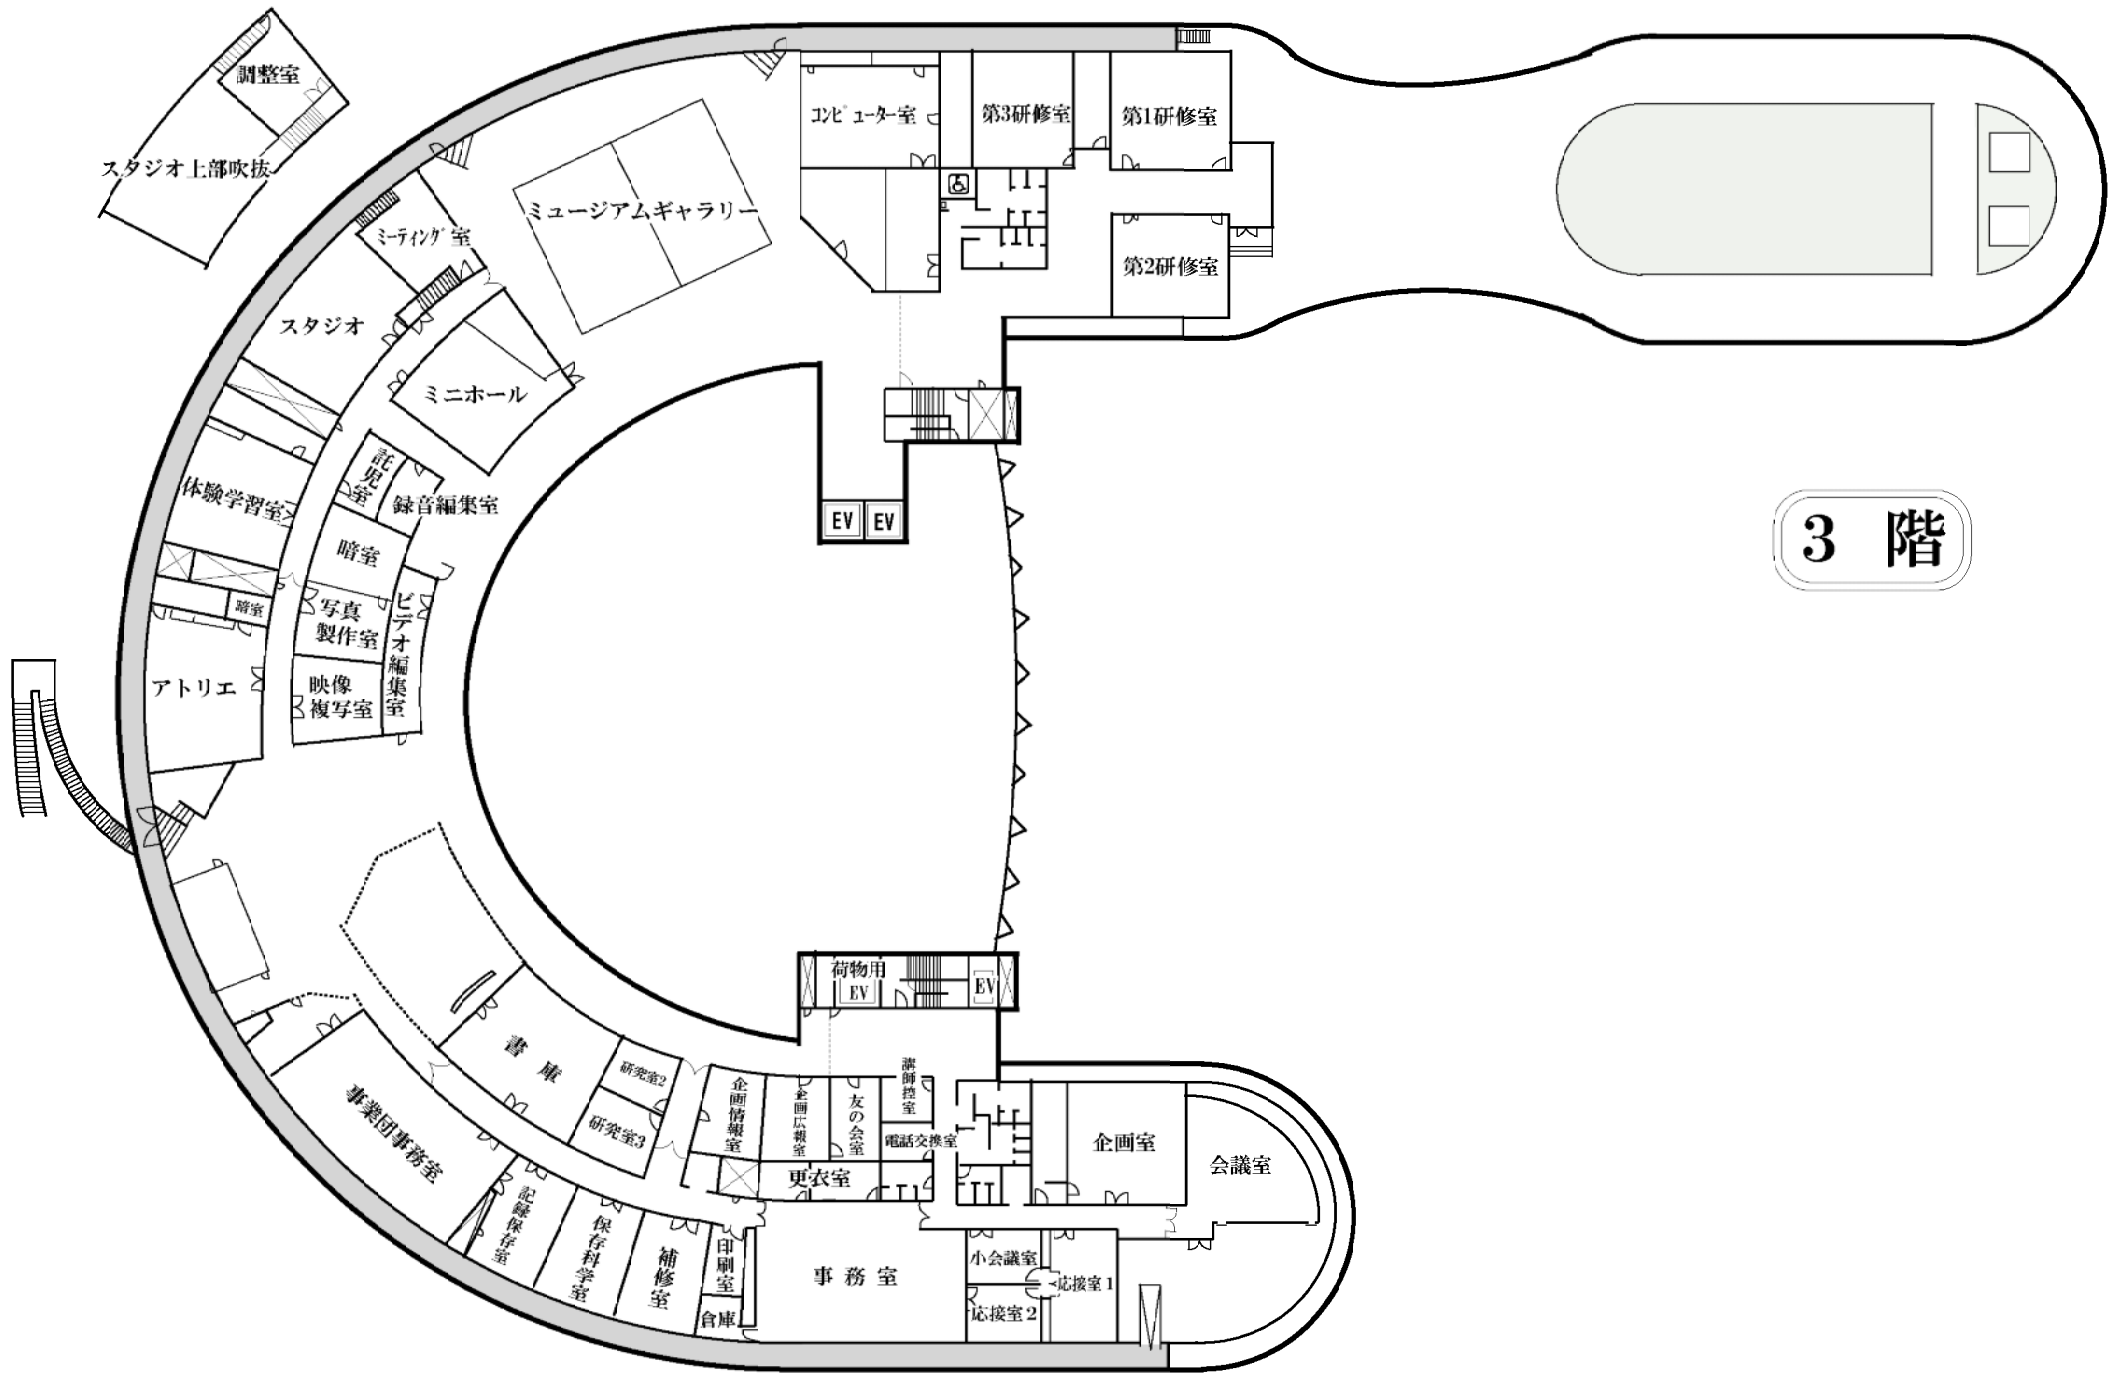 調整室
スタジオ上部吹抜
コンピューター室
第3研修室
第1研修室
ミュージアムギャラリー
ミーティング室
第2研修室
スタジオ
ミニホール
託児室
録音編集室
体験学習室
EV
EV
3 階
暗室
暗室
写真
製作室
ビデオ編集室
アトリエ
映像
複写室
荷物用
EV
EV
書 庫
研究室2
研究室3
企画情報室
企画広報室
友の会室
講師控室
電話交換室
更衣室
企画室
会議室
事業団事務室
記録保存室
保存科学室
補修室
印刷室
倉庫
事 務 室
小会議室
応接室1
応接室2